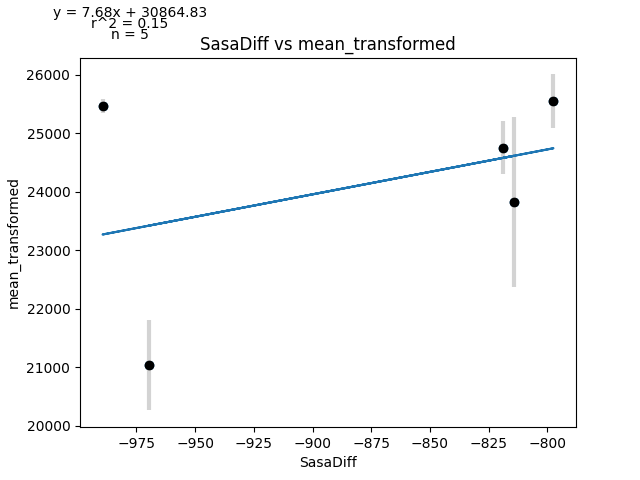 y = 7.68x + 30864.83
r^2 = 0.15
n = 5
SasaDiff vs mean_transformed
26000
25000
24000
23000
22000
21000
20000
mean_transformed
−975
−950
−925
−900
−875
−850
−825
−800
SasaDiff